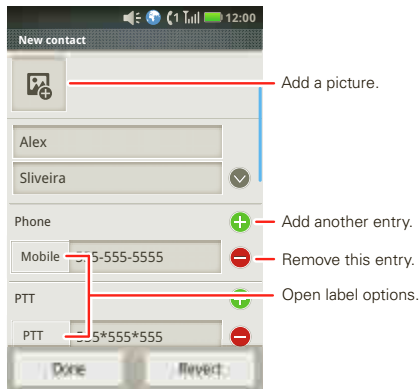 12:00
New contact
Add a picture.
Alex
Sliveira
Phone
Add another entry.
Mobile
555-555-5555
Remove this entry.
Open label options.
PTT
PTT
555*555*555
Done
Revert